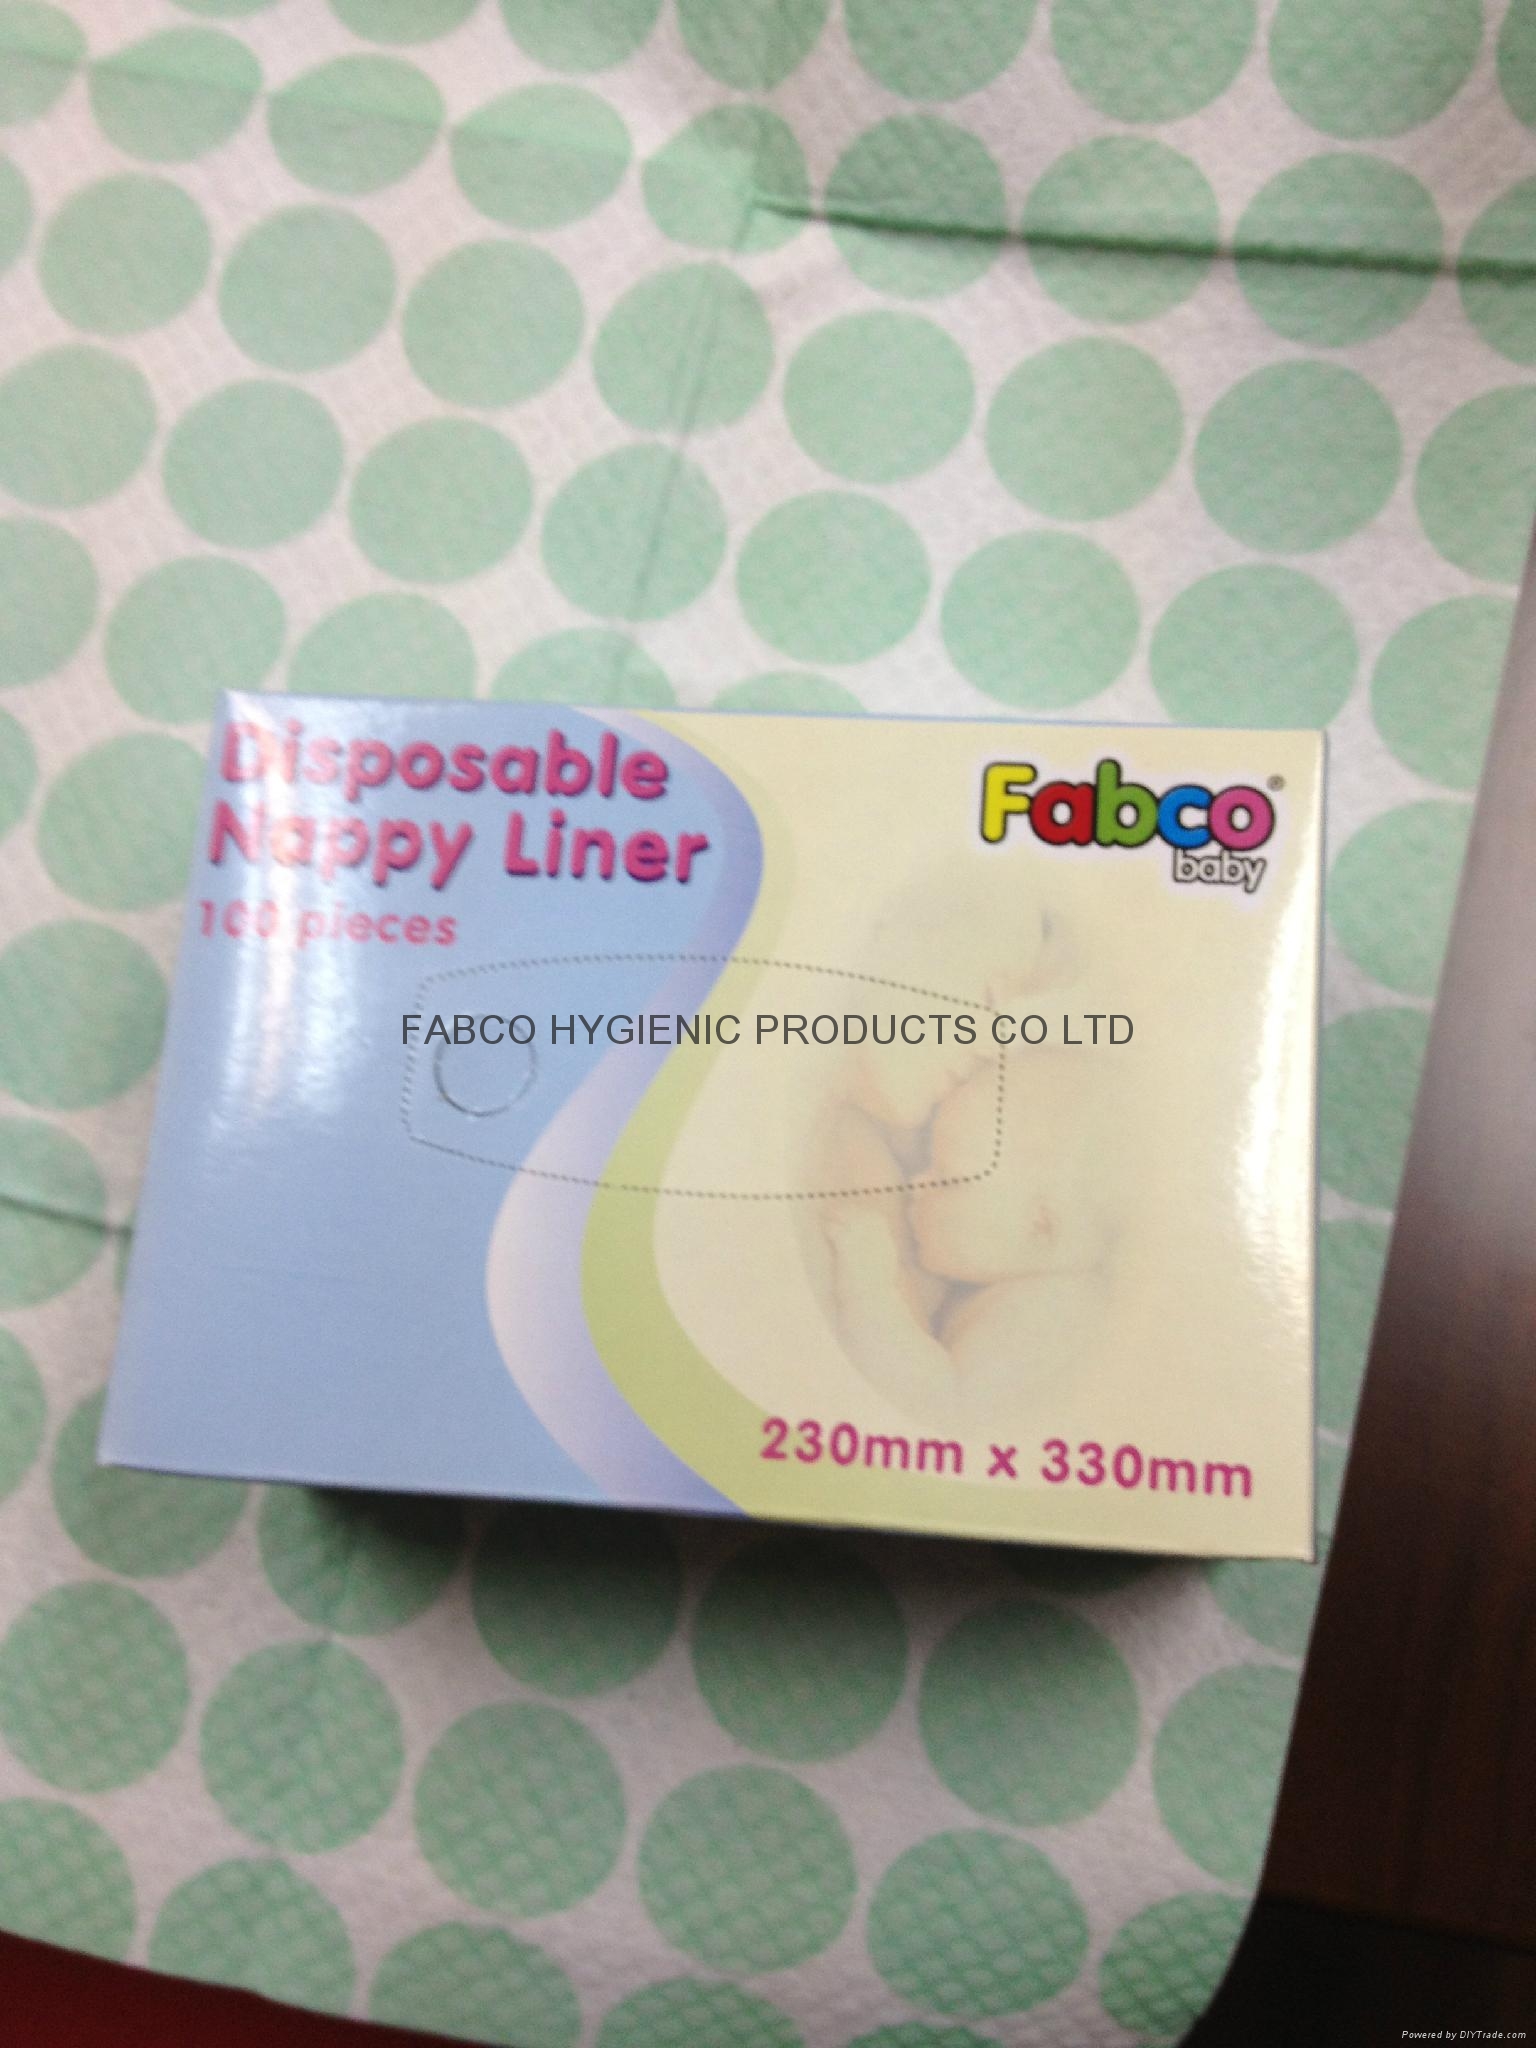 Disposable
Nappy Liner
100 pieces
Fabco®
baby
FABCO HYGIENIC PRODUCTS CO LTD
230mm x 330mm
Powered by DIYTrade.com